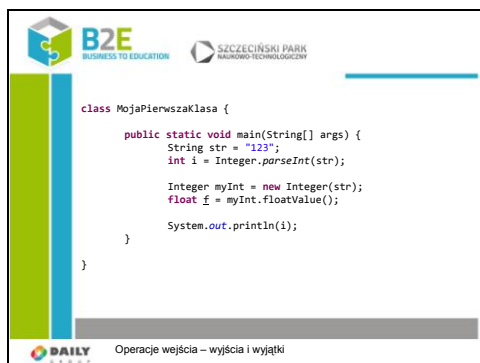 B2E
BUSINESS TO EDUCATION
SZCZECIŃSKI PARK
NAUKOWO-TECHNOLOGICZNY
class MojaPierwszaKlasa {
public static void main(String[] args) {
String str = "123";
int i = Integer.parseInt(str);
Integer myInt = new Integer(str);
float f = myInt.floatValue();
System.out.println(i);
}
}
DAILY
Operacje wejścia – wyjścia i wyjątki